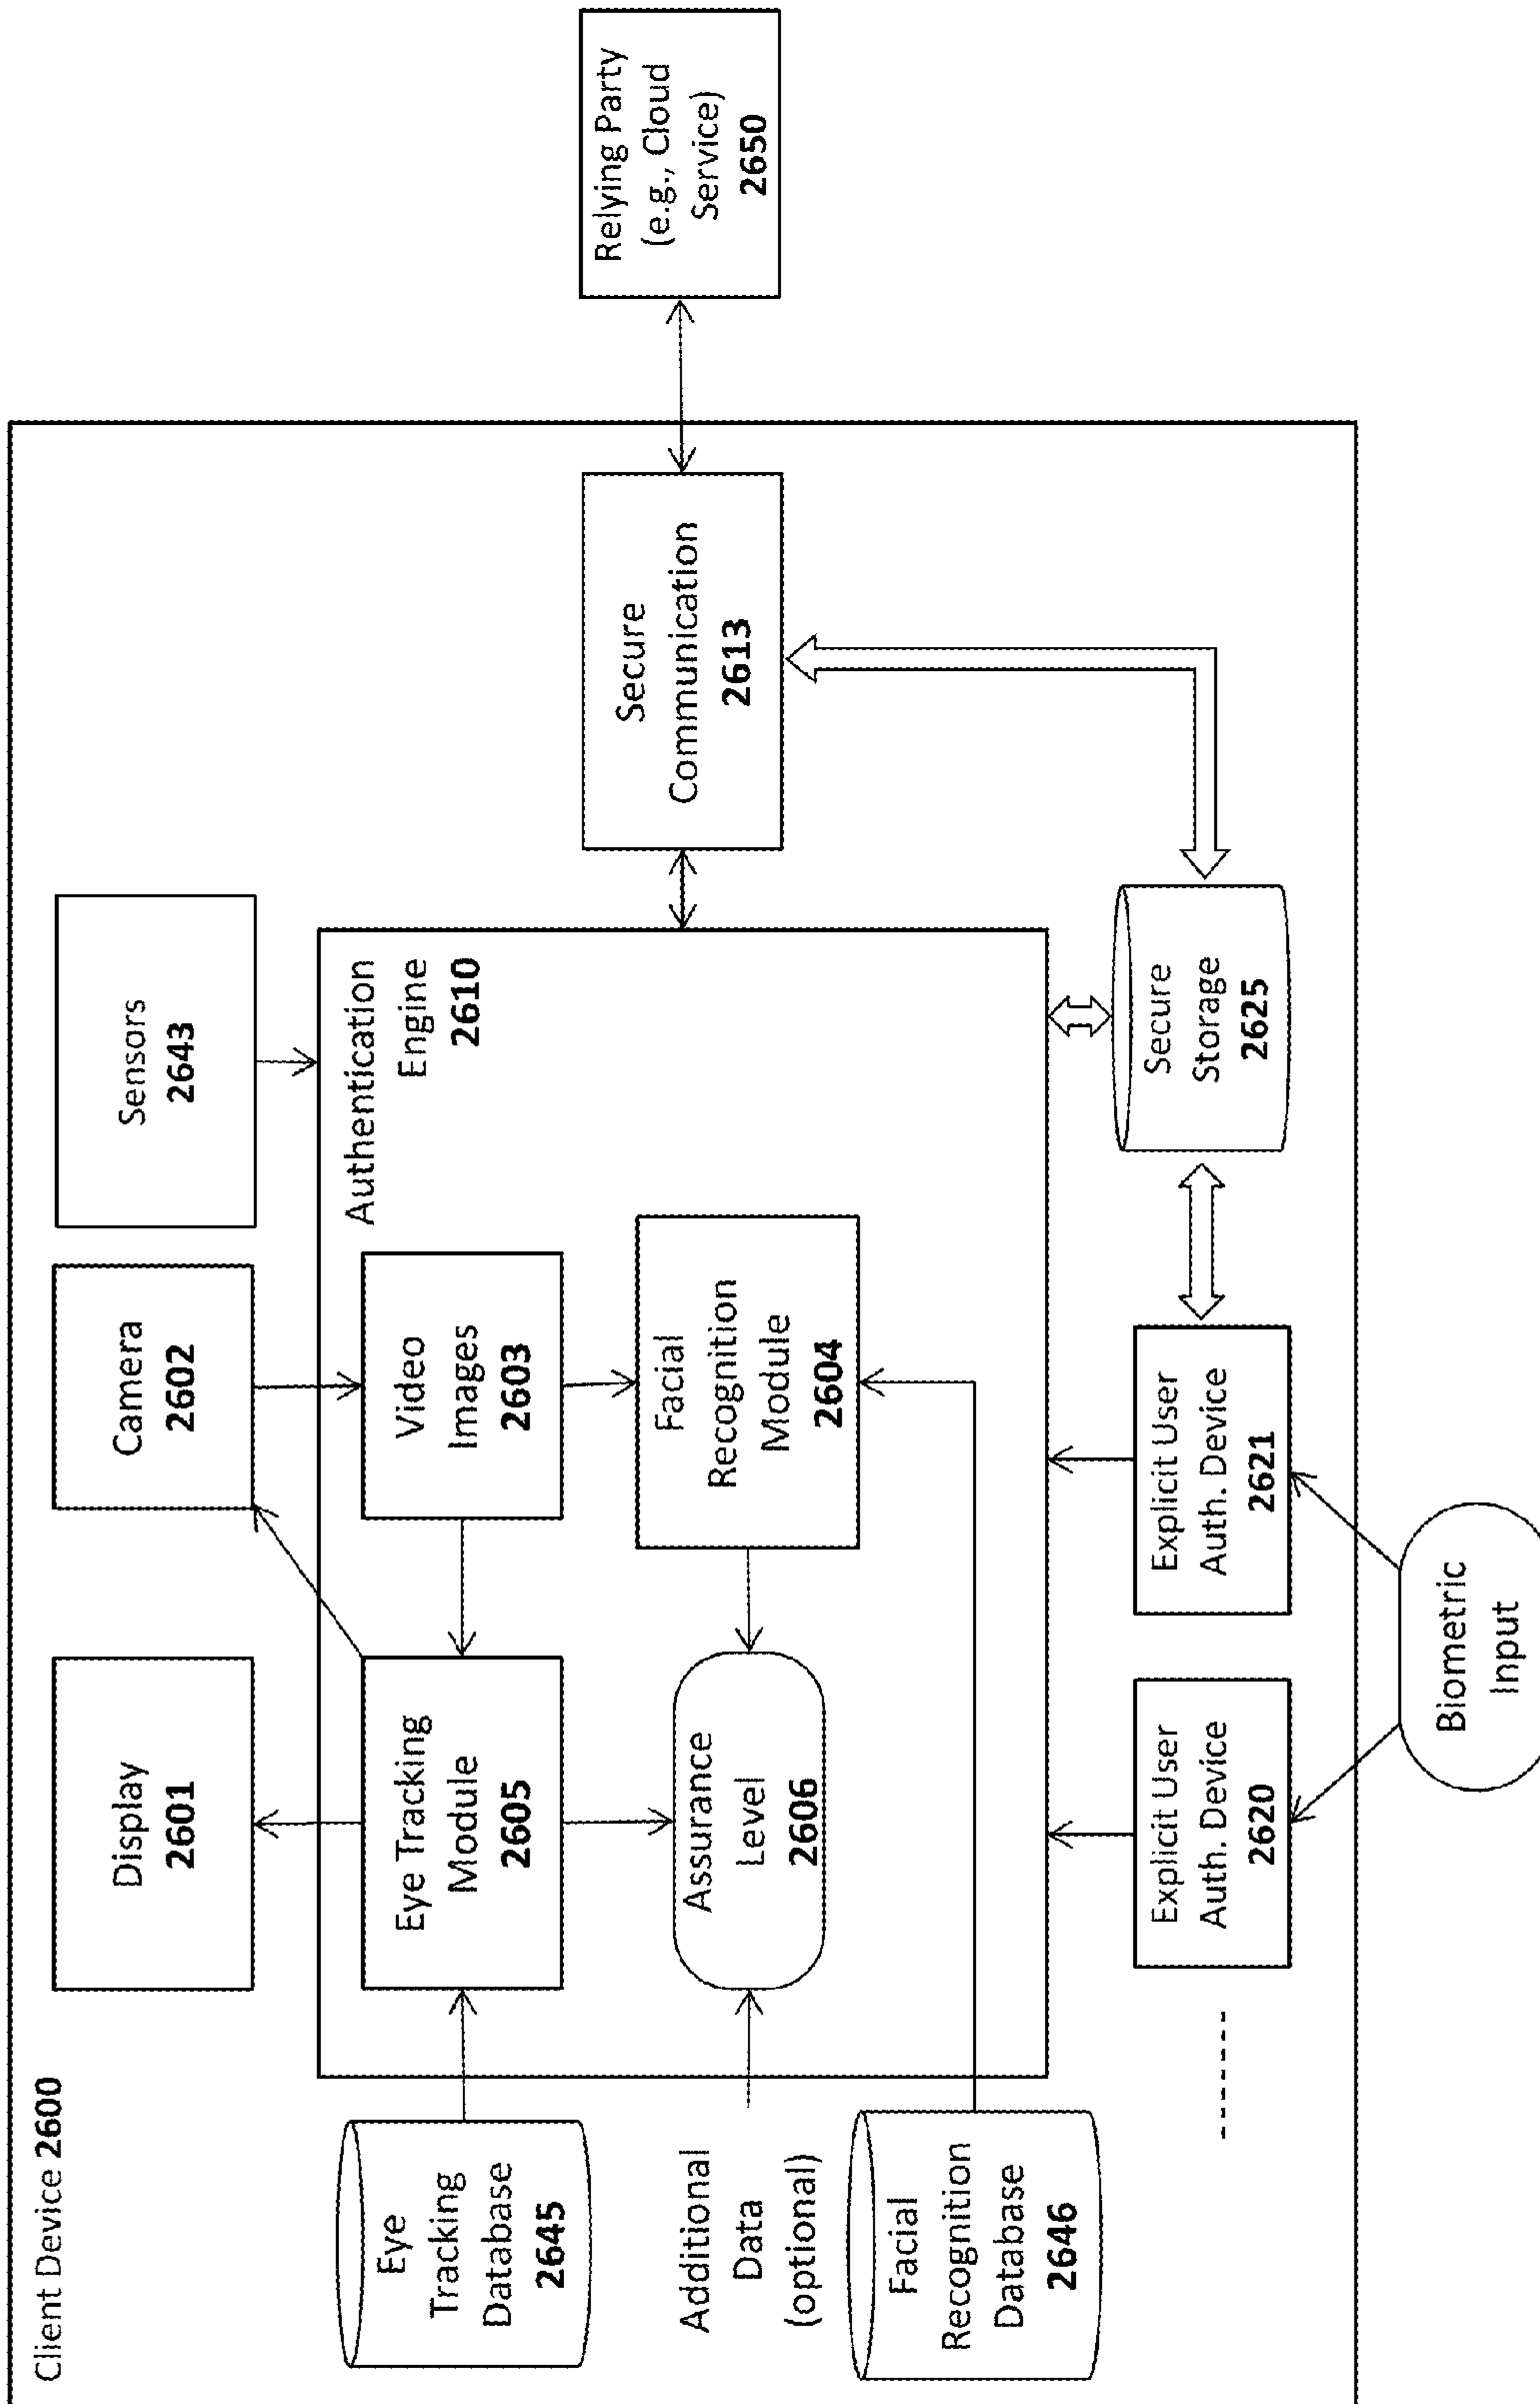 Client Device 2600
Display
2601
Camera
2602
Sensors
2643
Authentication
Engine
2610
Eye
Tracking
Database
2645
Eye Tracking
Module
2605
Video
Images
2603
Additional
Data
(optional)
Assurance
Level
2606
Facial
Recognition
Module
2604
Facial
Recognition
Database
2646
Secure
Communication
2613
Relying Party
(e.g., Cloud
Service)
2650
Explicit User
Auth. Device
2620
Explicit User
Auth. Device
2621
Secure
Storage
2625
Biometric
Input